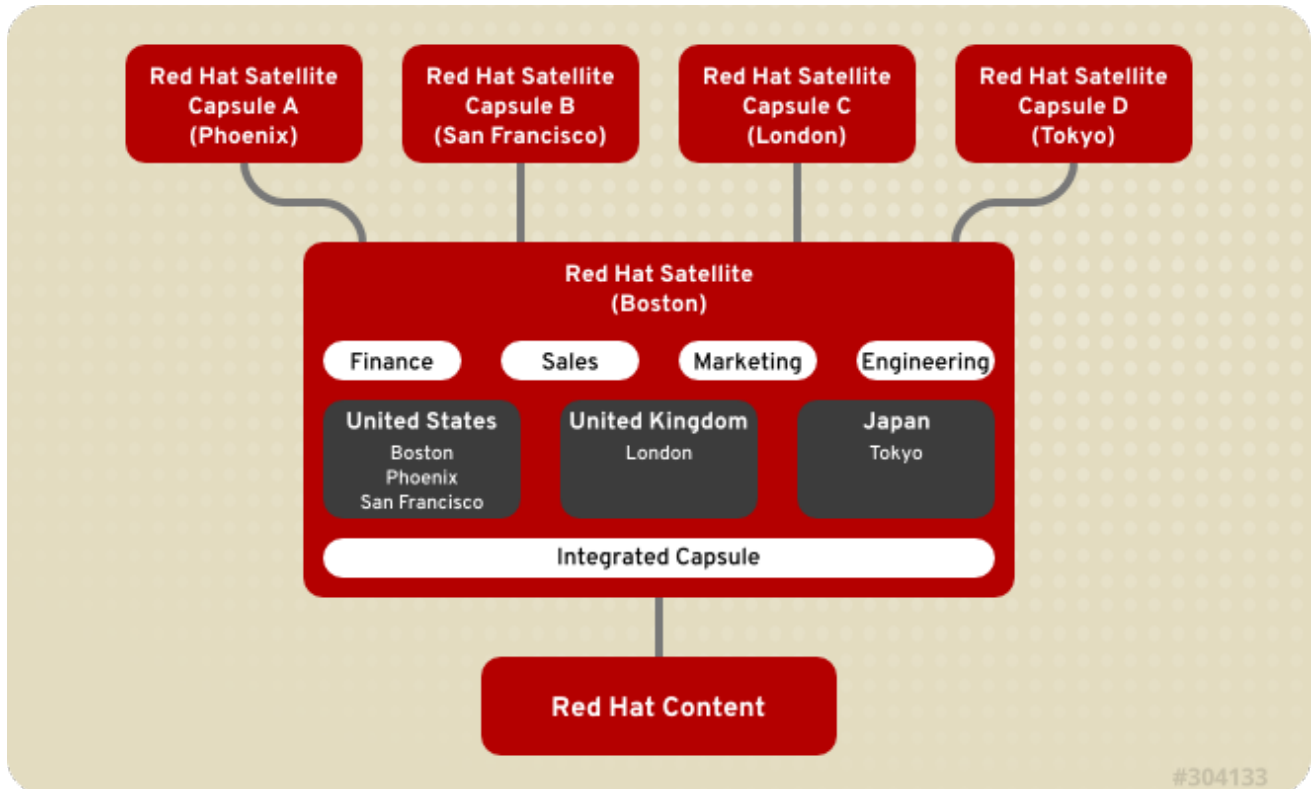 Red Hat Satellite
Capsule A
(Phoenix)
Red Hat Satellite
Capsule B
(San Francisco)
Red Hat Satellite
Capsule C
(London)
Red Hat Satellite
Capsule D
(Tokyo)
Red Hat Satellite
(Boston)
Finance
Sales
Marketing
Engineering
United States
Boston
Phoenix
San Francisco
United Kingdom
London
Japan
Tokyo
Integrated Capsule
Red Hat Content
#304133